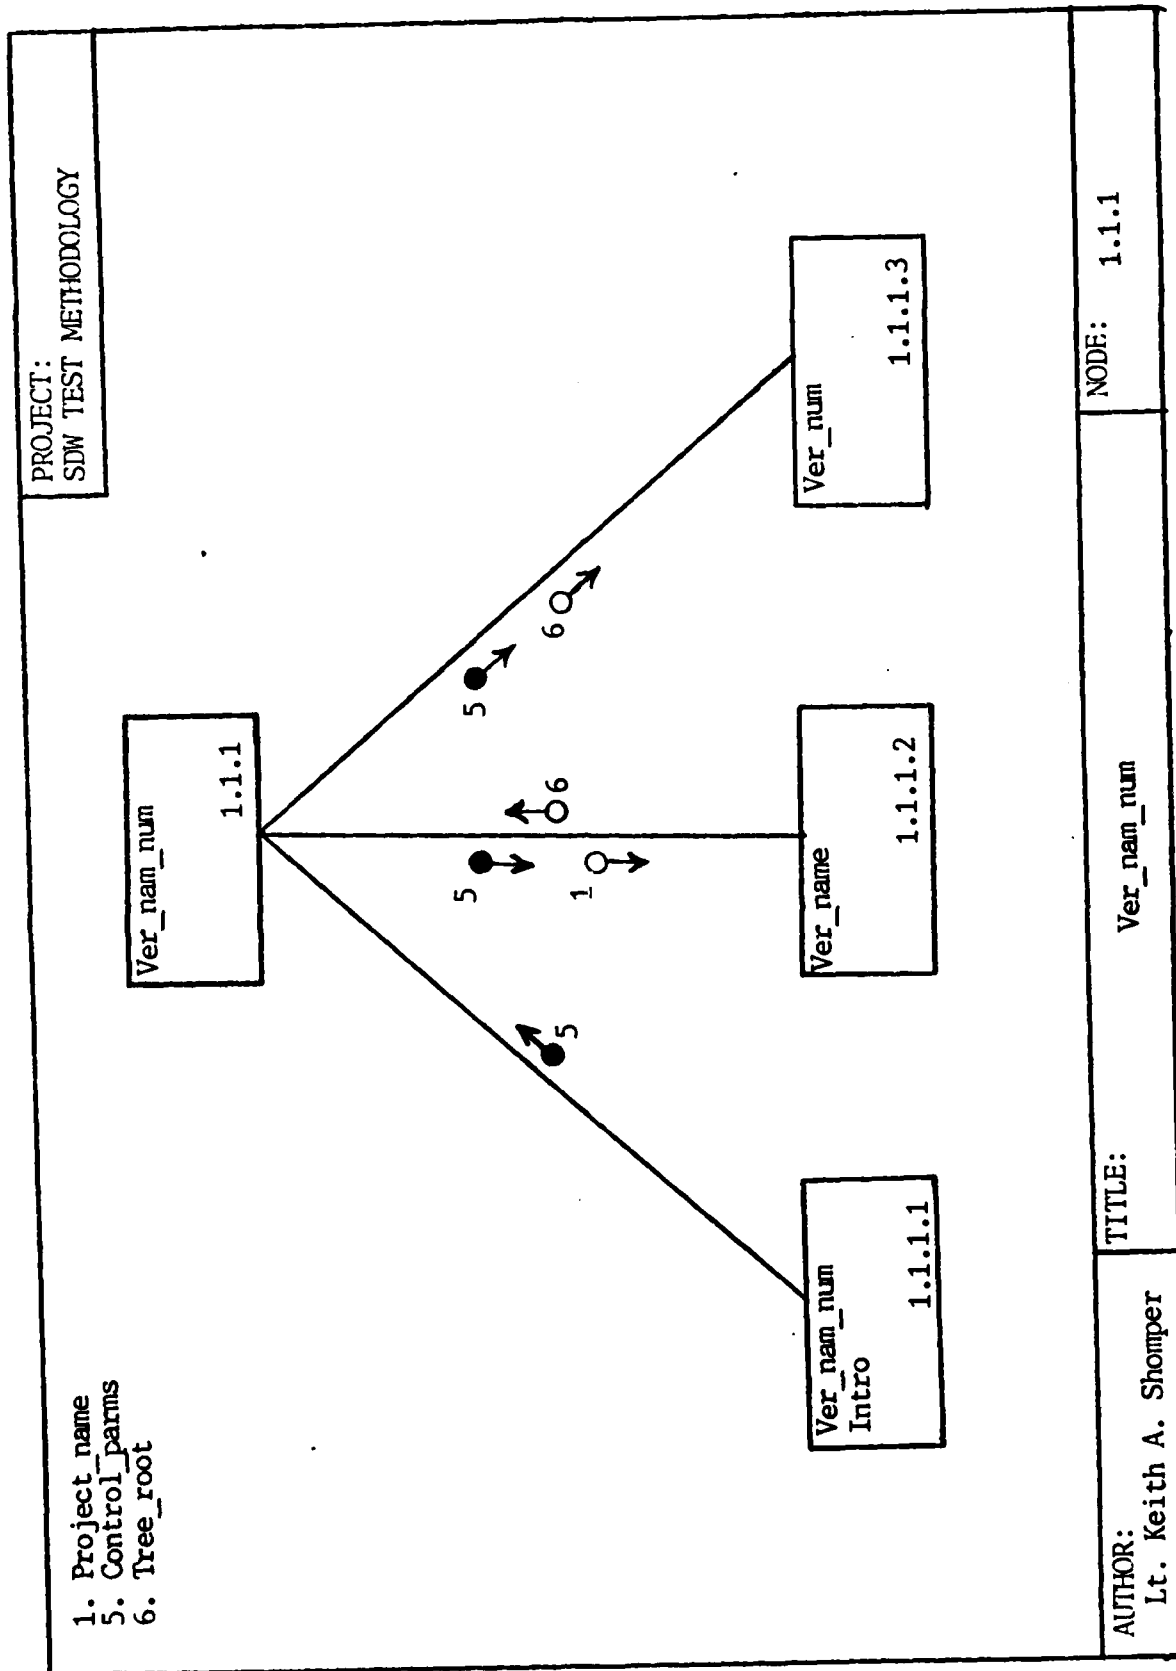 1. Project_name
5. Control_parms
6. Tree_root
PROJECT:
SDW TEST METHODOLOGY
Ver_nam_num
1.1.1
5
5
6
1
5
6
Ver_nam_num
Intro
1.1.1.1
Ver_name
1.1.1.2
Ver_num
1.1.1.3
AUTHOR:
Lt. Keith A. Shomper
TITLE:
Ver_nam_num
NODE:
1.1.1